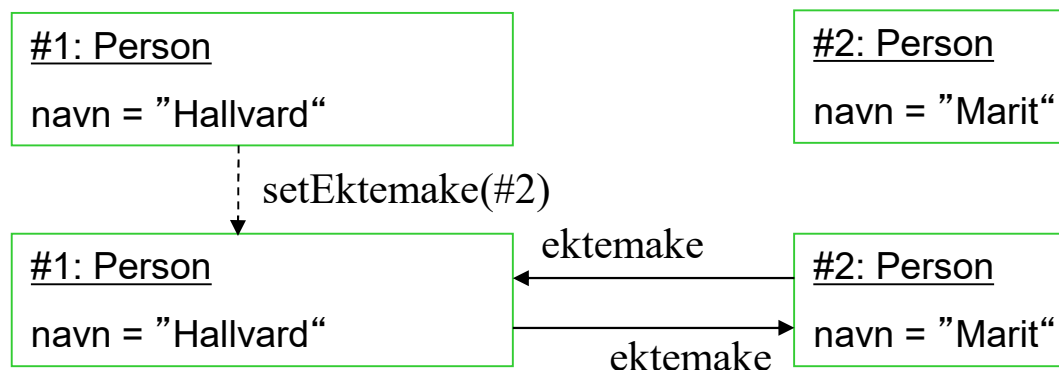 #1: Person
navn = ”Hallvard“
#2: Person
navn = ”Marit“
setEktemake(#2)
#1: Person
navn = ”Hallvard“
ektemake
ektemake
#2: Person
navn = ”Marit“